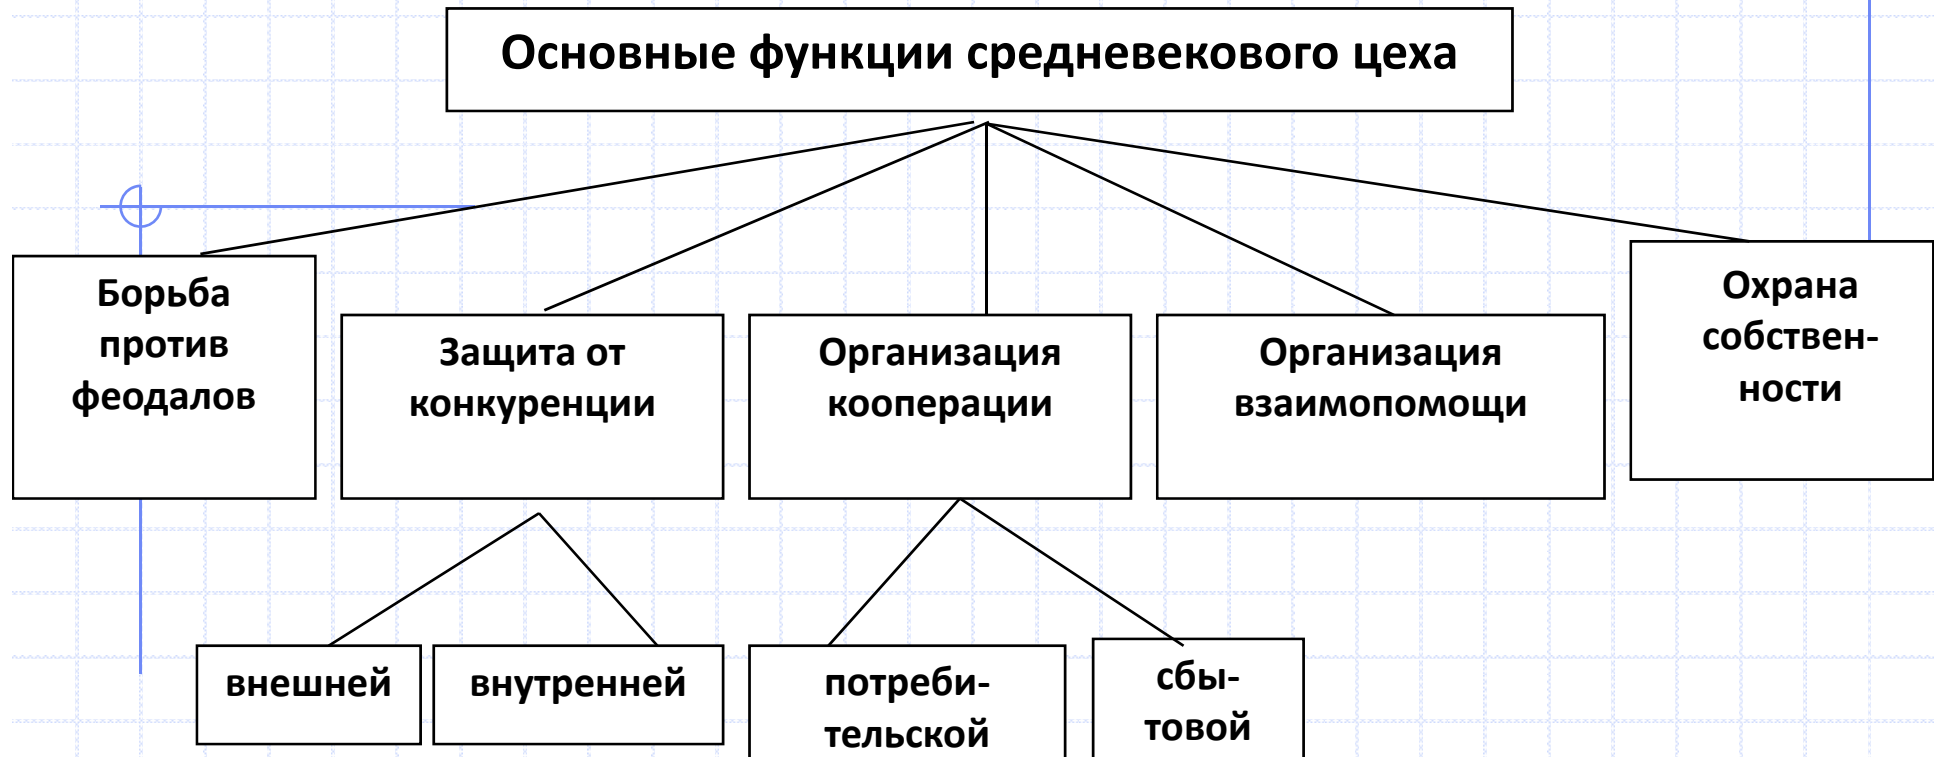 Основные функции средневекового цеха
Борьба
против
феодалов
Защита от
конкуренции
Организация
кооперации
Организация
взаимопомощи
Охрана
собствен-
ности
внешней
внутренней
потреби-
тельской
сбы-
товой